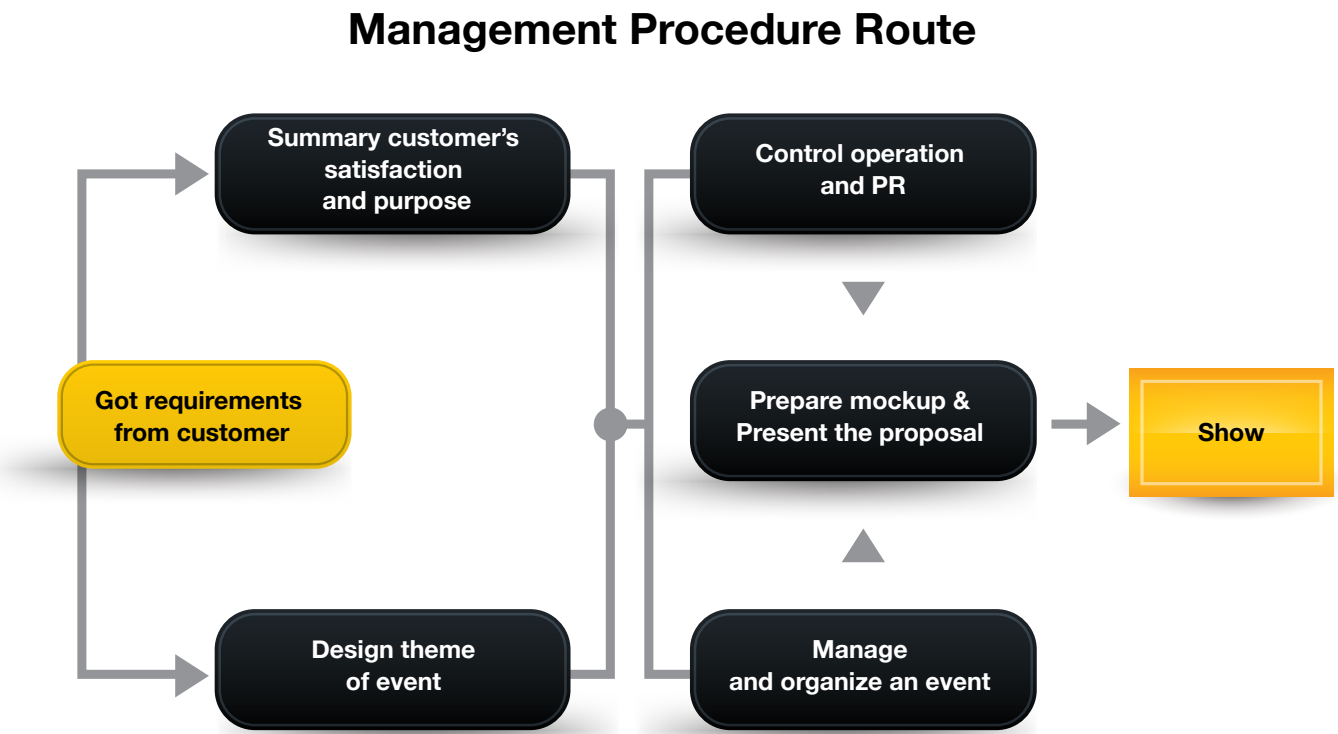 Management Procedure Route
Summary customer’s
satisfaction
and purpose
Control operation
and PR
Got requirements
from customer
Prepare mockup &
Present the proposal
Show
Design theme
of event
Manage
and organize an event